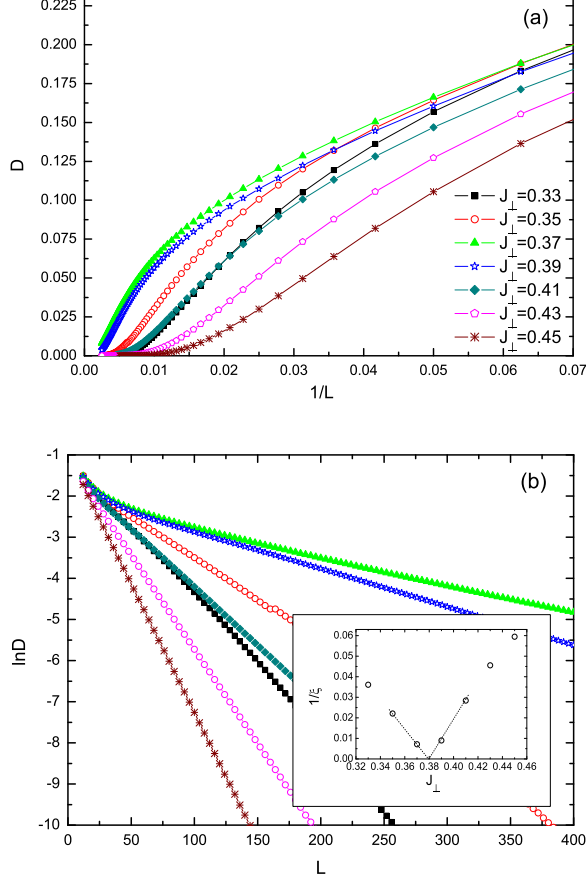 (a)
0.225
0.200
0.175
0.150
0.125
0.100
0.075
0.050
0.025
0.000
D
J⊥=0.33
J⊥=0.35
J⊥=0.37
J⊥=0.39
J⊥=0.41
J⊥=0.43
J⊥=0.45
0.00 0.01 0.02 0.03 0.04 0.05 0.06 0.07
1/L
(b)
-1
-2
-3
-4
-5
-6
-7
-8
-9
-10
lnD
0.06
0.05
0.04
0.03
0.02
0.01
0.00
1/ξ
0.32 0.34 0.36 0.38 0.40 0.42 0.44 0.46
J⊥
0 50 100 150 200 250 300 350 400
L